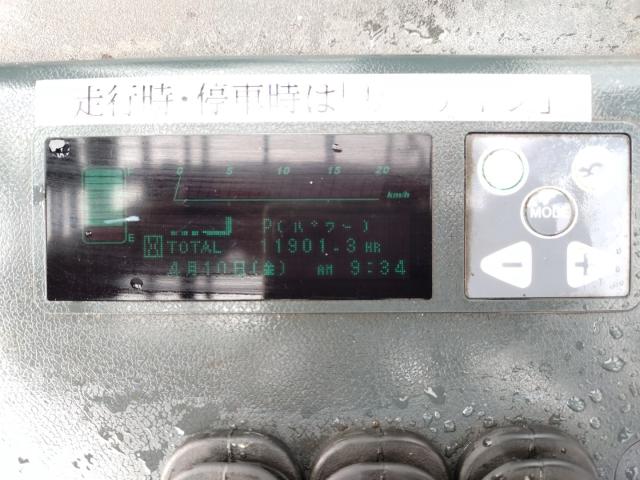 走行時・停車時は「
F
0 5 10 15 20
km/h
E
P(パワー)
TOTAL 11901.3 HR
4月10日(金) AM 9:34
MODE